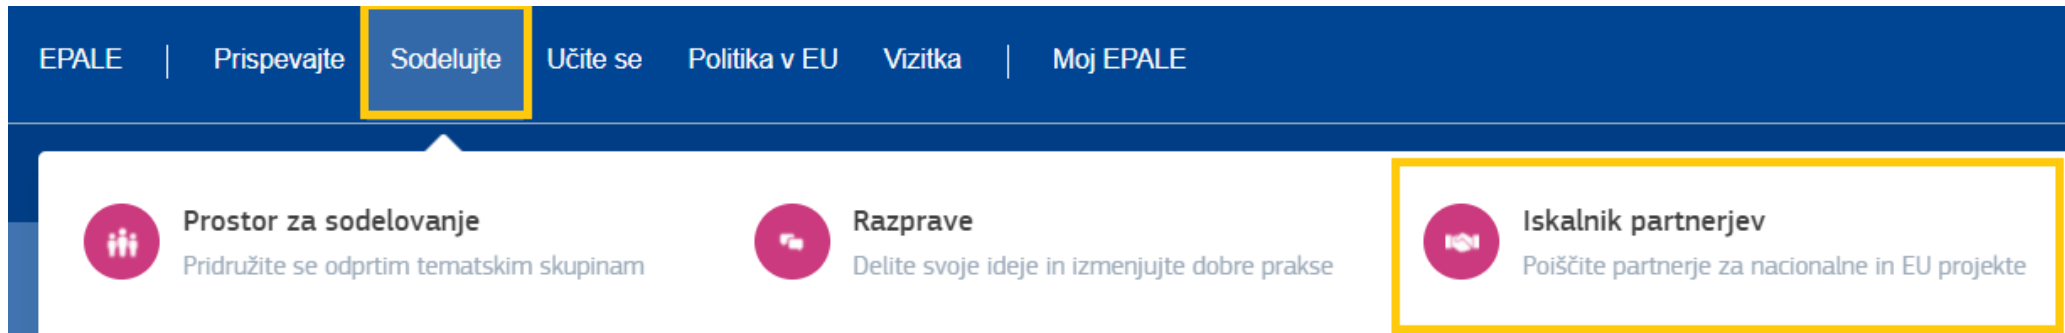 EPALE | Prispevajte Sodelujte Učite se Politika v EU Vizitka | Moj EPALE
Prostor za sodelovanje
Pridružite se odprtim tematskim skupinam
Razprave
Delite svoje ideje in izmenjujte dobre prakse
Iskalnik partnerjev
Poiščite partnerje za nacionalne in EU projekte